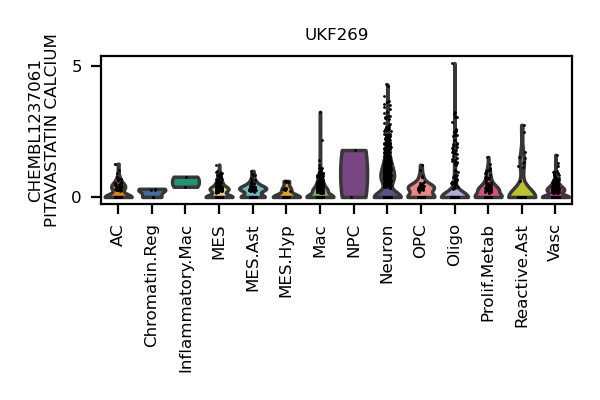 UKF269
CHEMBL1237061
PITAVASTATIN CALCIUM
5
0
AC
Chromatin.Reg
Inflammatory.Mac
MES
MES.Ast
MES.Hyp
Mac
NPC
Neuron
OPC
Oligo
Prolif.Metab
Reactive.Ast
Vasc